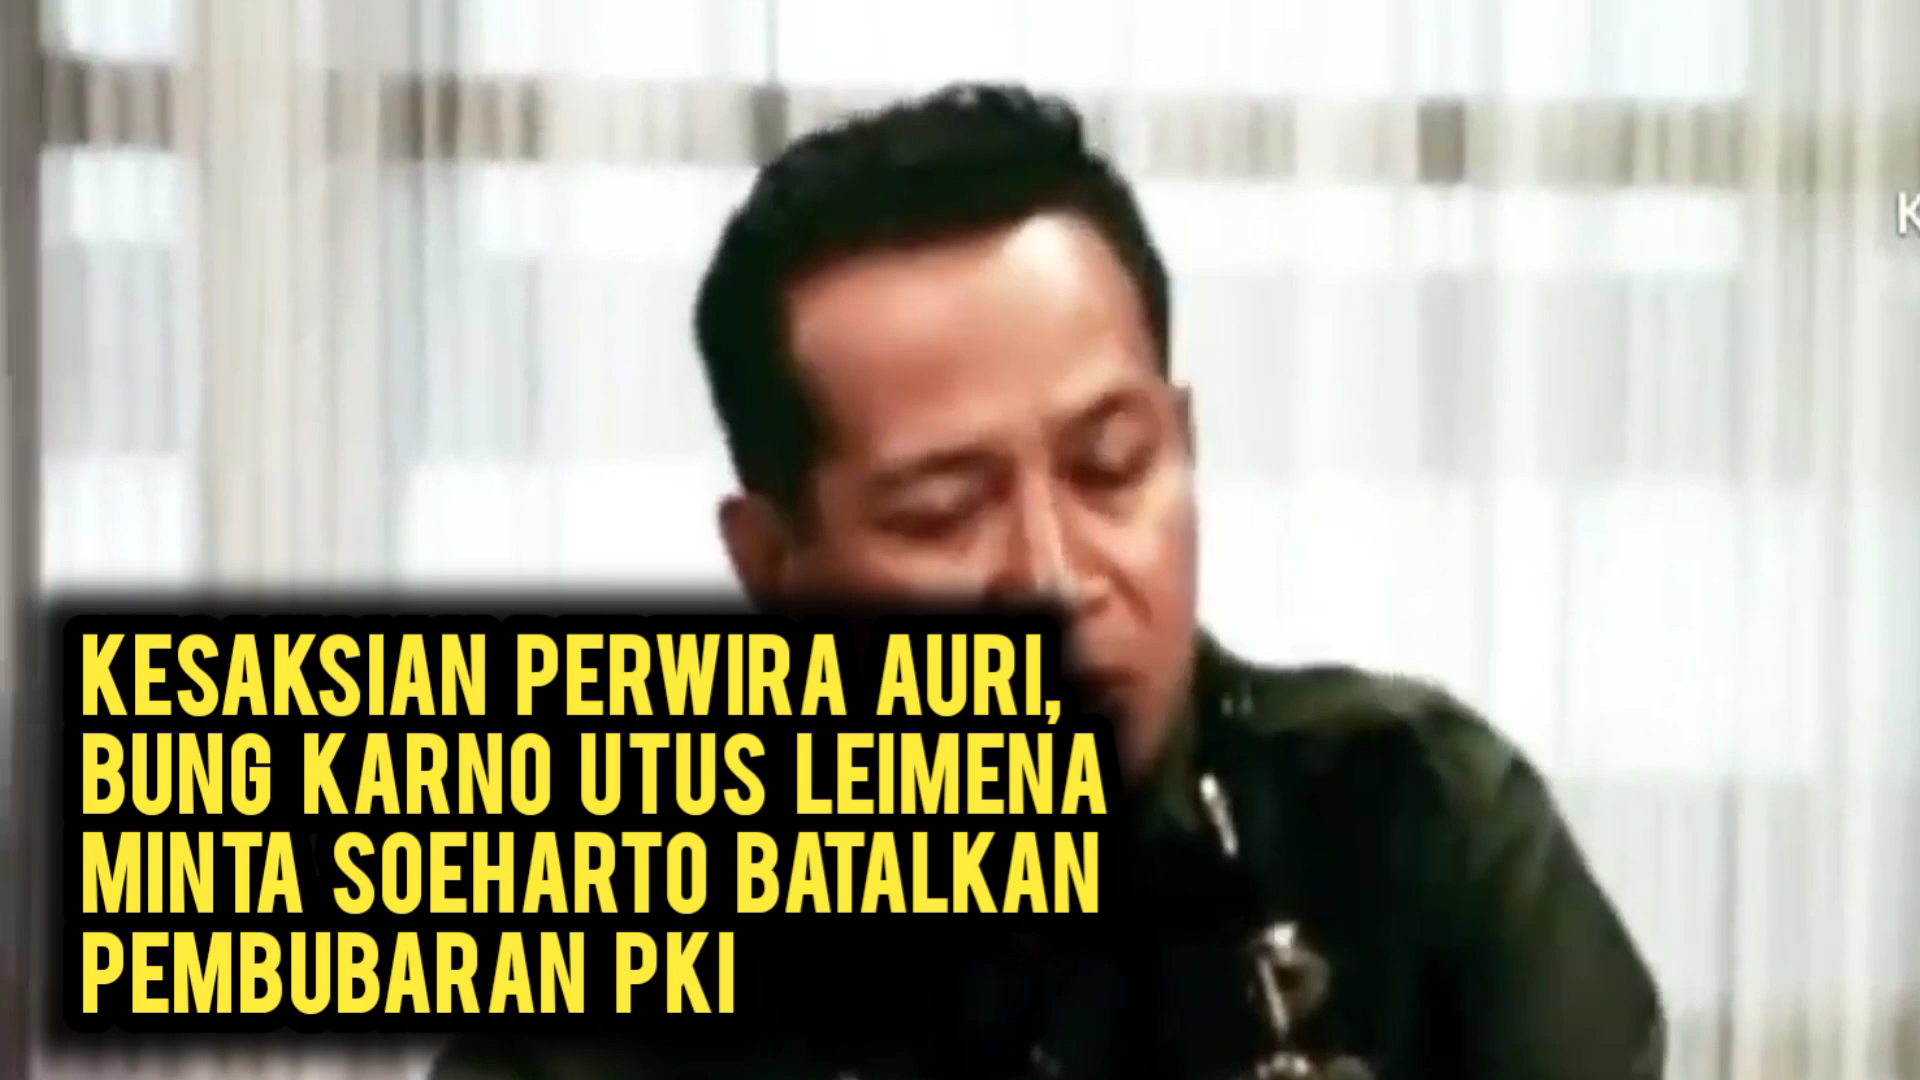 KESAKSIAN PERWIRA AURI,
BUNG KARNO UTUS LEIMENA
MINTA SOEHARTO BATALKAN
PEMBUBARAN PKI
K